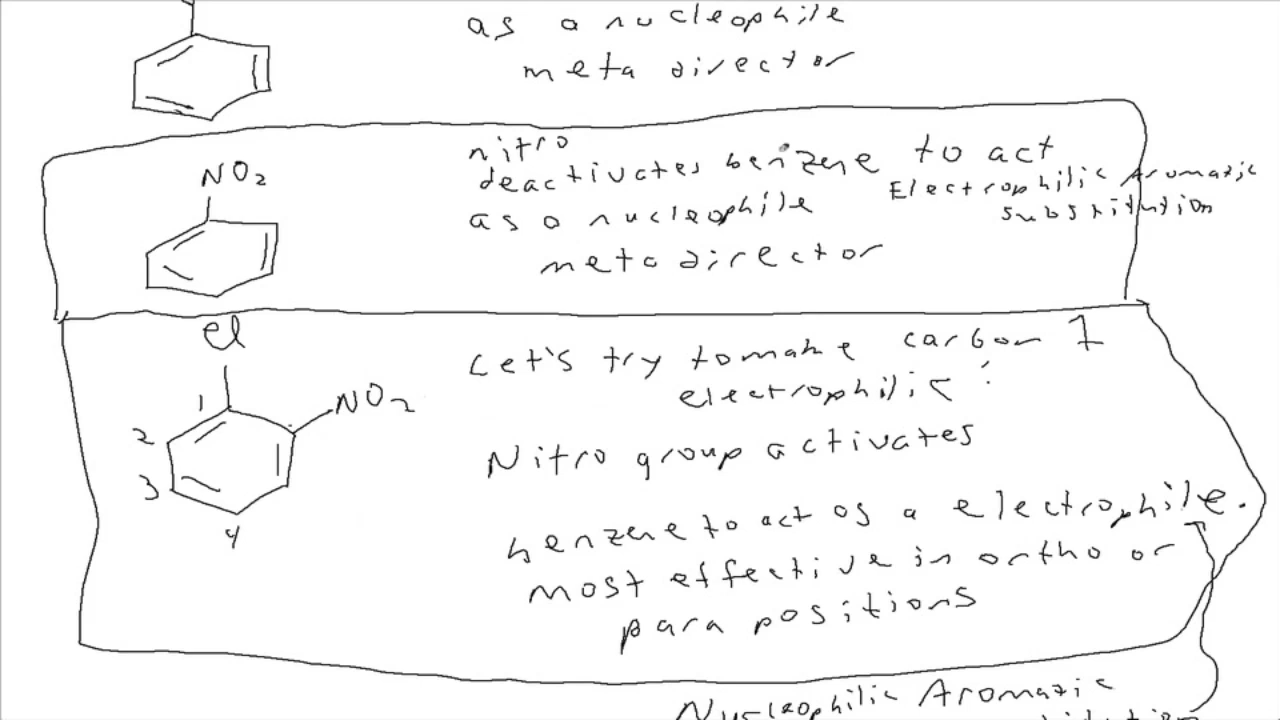 as a nucleophile
meta director
NO2
nitro
deactivates benzene to act
Electrophilic Aromatic
substitution
as a nucleophile
meta director
Cl
1
2
3
4
NO2
Let's try to make carbon 1
electrophilic:
Nitro group activates
benzene to act as a electrophile.
most effective in ortho or
para positions
Nucleophilic Aromatic